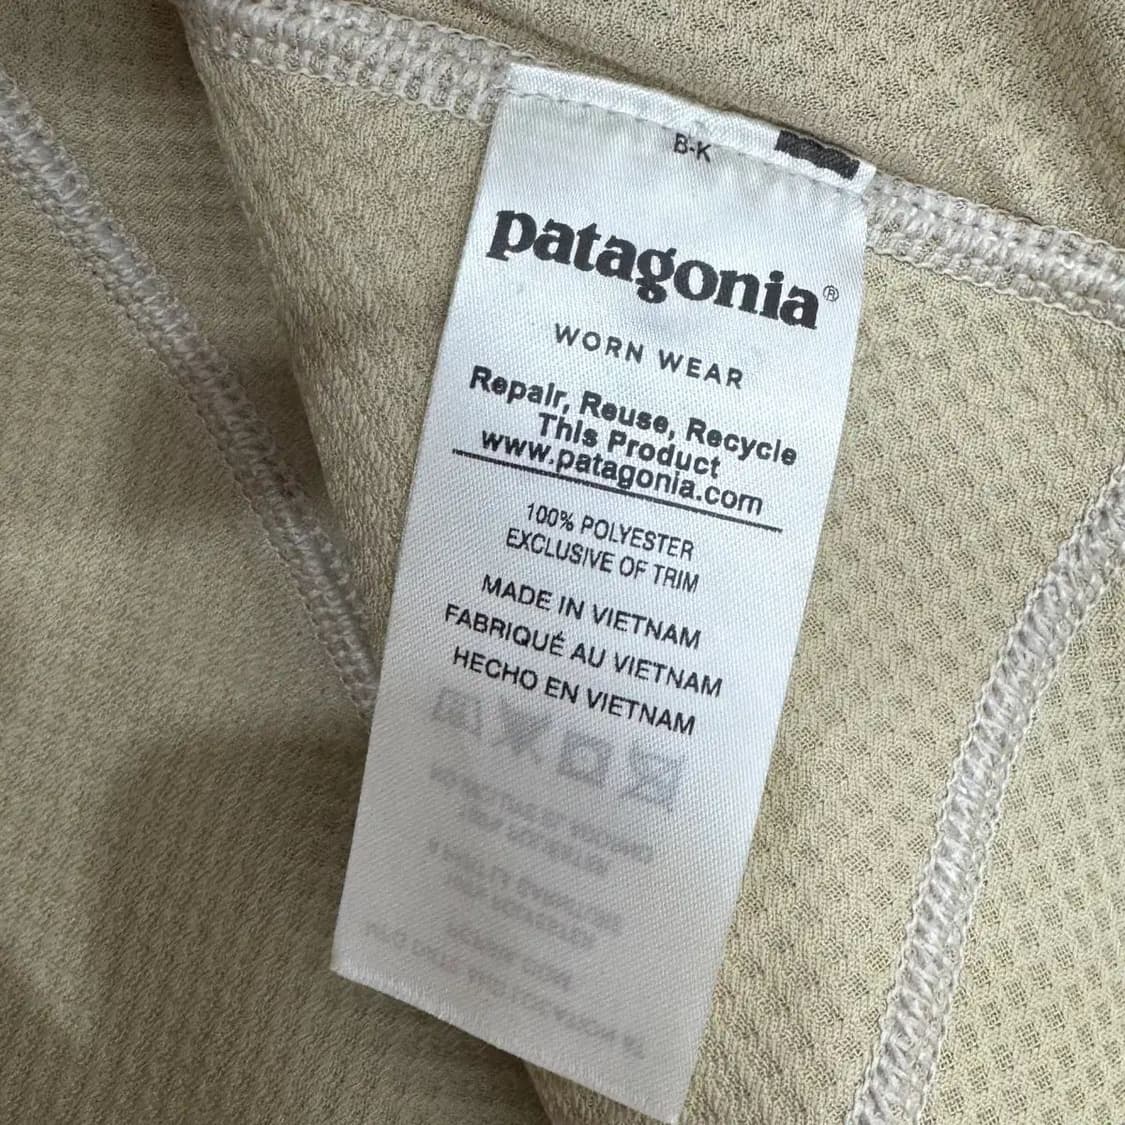 B-K
patagonia®
WORN WEAR
Repair, Reuse, Recycle
This Product
www.patagonia.com
100% POLYESTER
EXCLUSIVE OF TRIM
MADE IN VIETNAM
FABRIQUÉ AU VIETNAM
HECHO EN VIETNAM